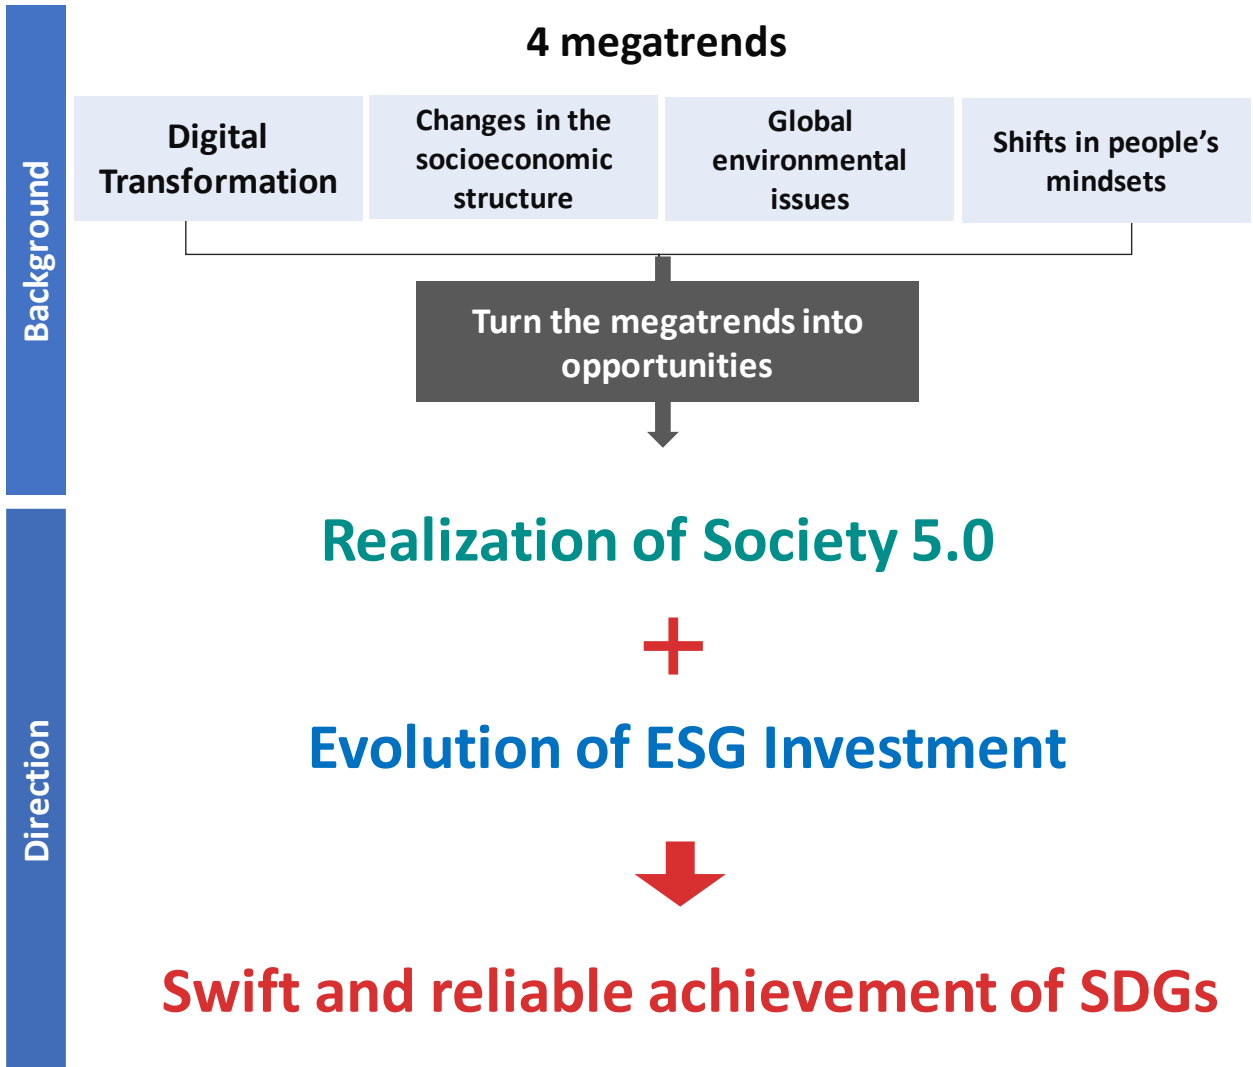 4 megatrends
Background
Digital
Transformation
Changes in the
socioeconomic
structure
Global
environmental
issues
Shifts in people's
mindsets
Turn the megatrends into
opportunities
Direction
Realization of Society 5.0
+
Evolution of ESG Investment
Swift and reliable achievement of SDGs